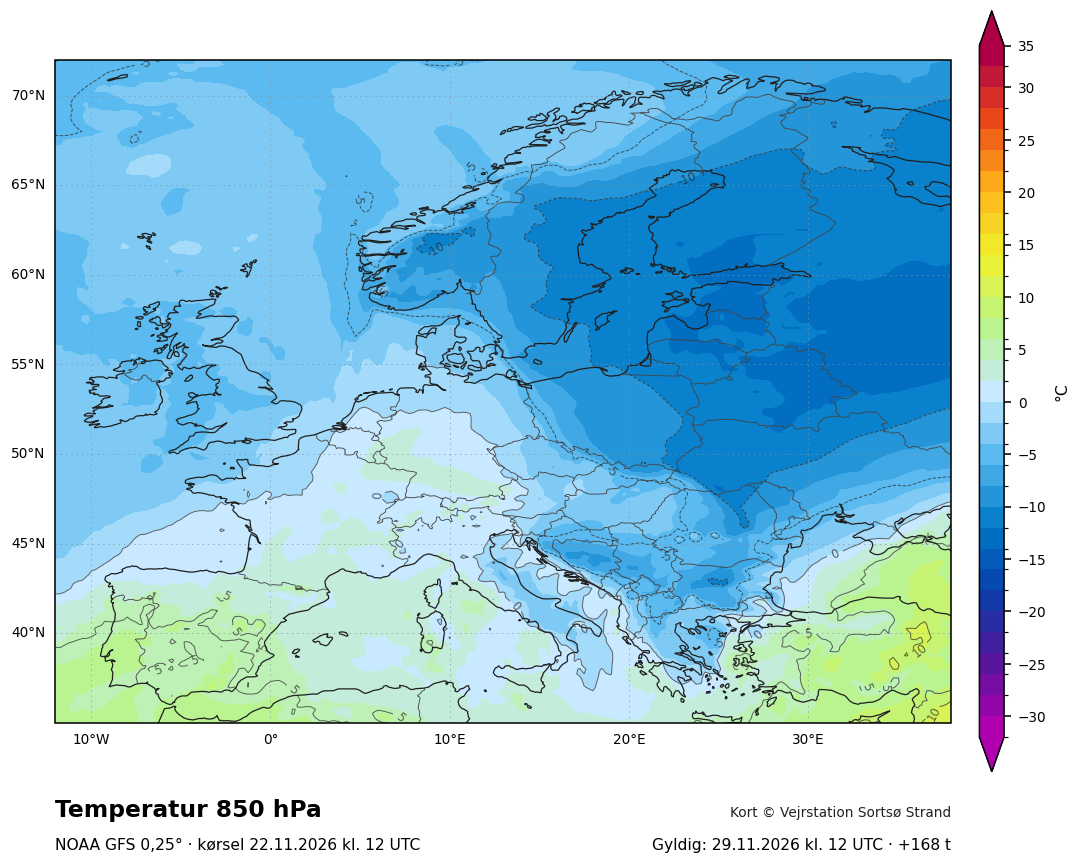 70°N
65°N
60°N
55°N
50°N
45°N
40°N
10°W 0° 10°E 20°E 30°E
35
30
25
20
15
10
5
0
−5
−10
−15
−20
−25
−30
°C
Temperatur 850 hPa
Kort © Vejrstation Sortsø Strand
NOAA GFS 0,25° · kørsel 22.11.2026 kl. 12 UTC
Gyldig: 29.11.2026 kl. 12 UTC · +168 t